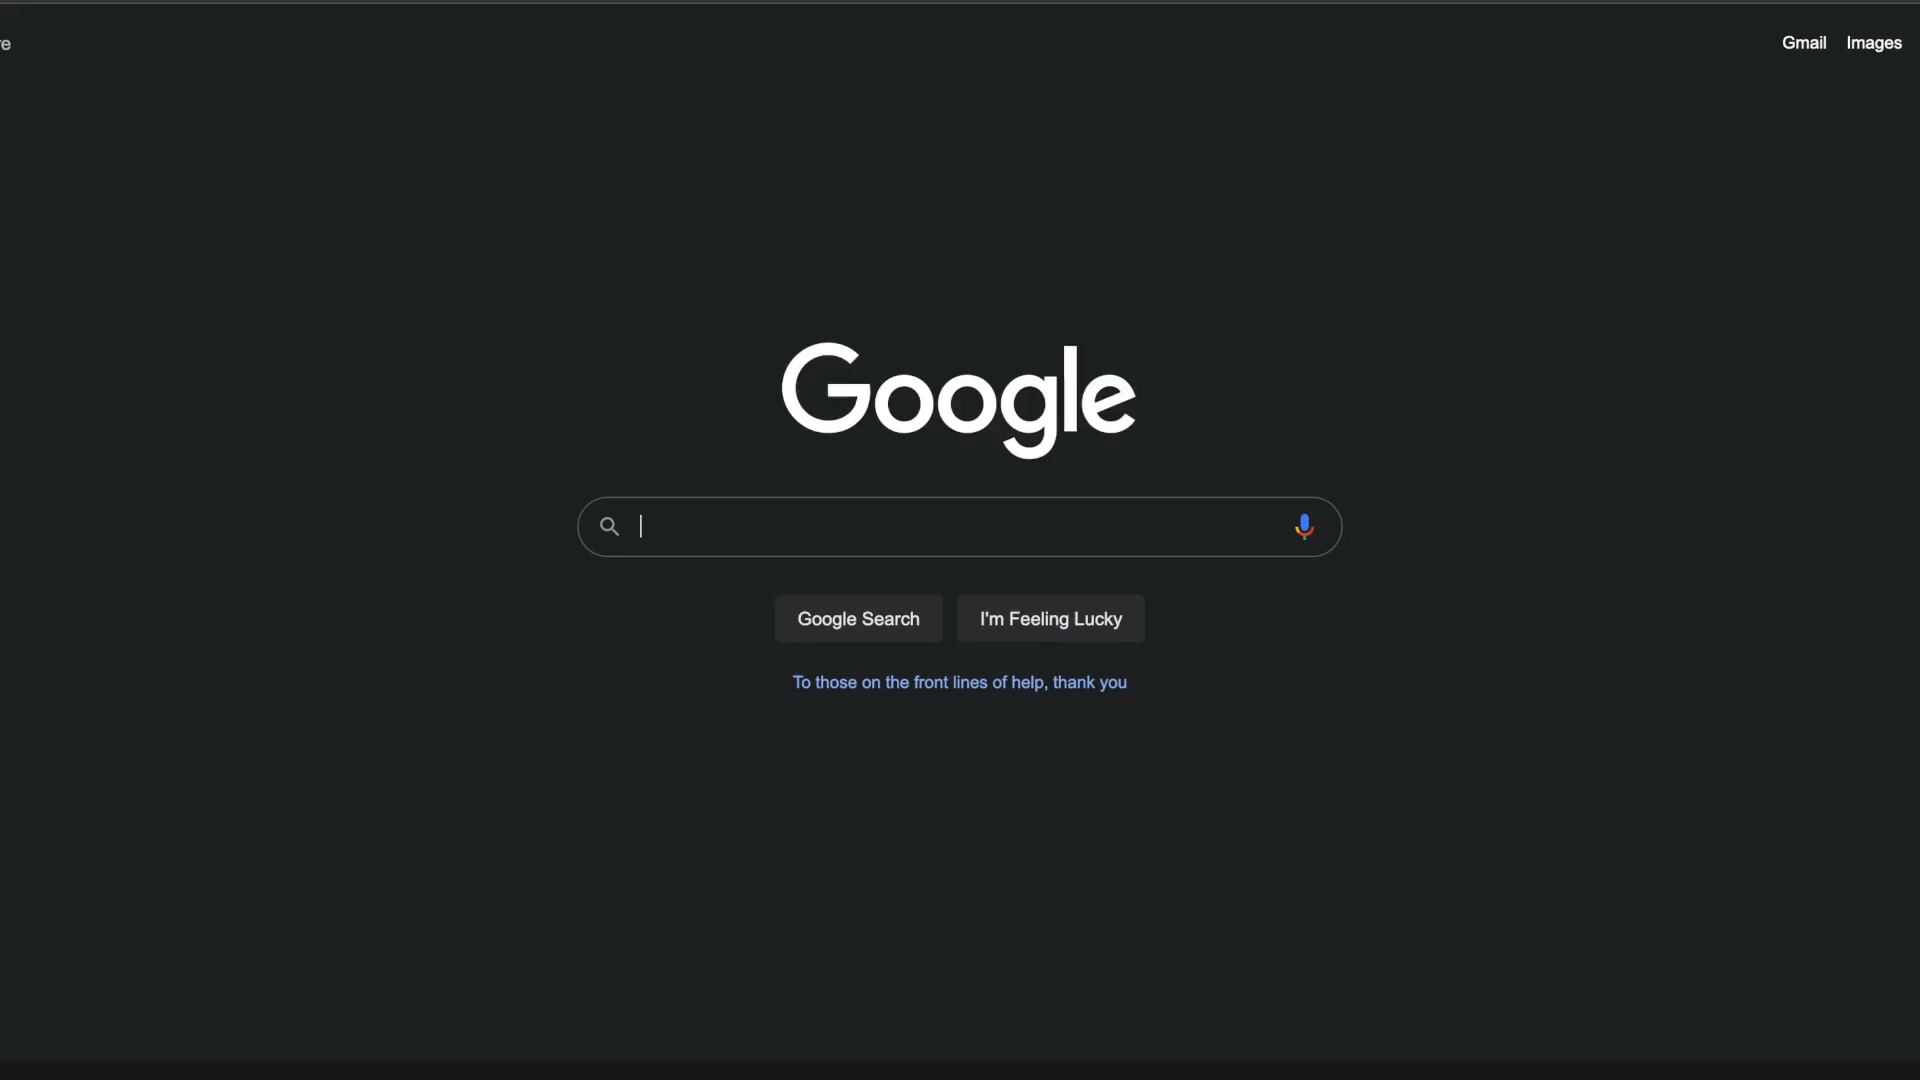 Gmail Images
Google
Google Search I'm Feeling Lucky
To those on the front lines of help, thank you